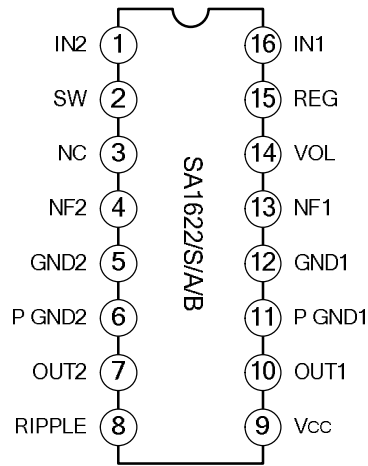 IN2 1 16 IN1
SW 2 15 REG
NC 3 14 VOL
NF2 4 13 NF1
GND2 5 12 GND1
P GND2 6 11 P GND1
OUT2 7 10 OUT1
RIPPLE 8 9 Vcc
SA1622/S/A/B